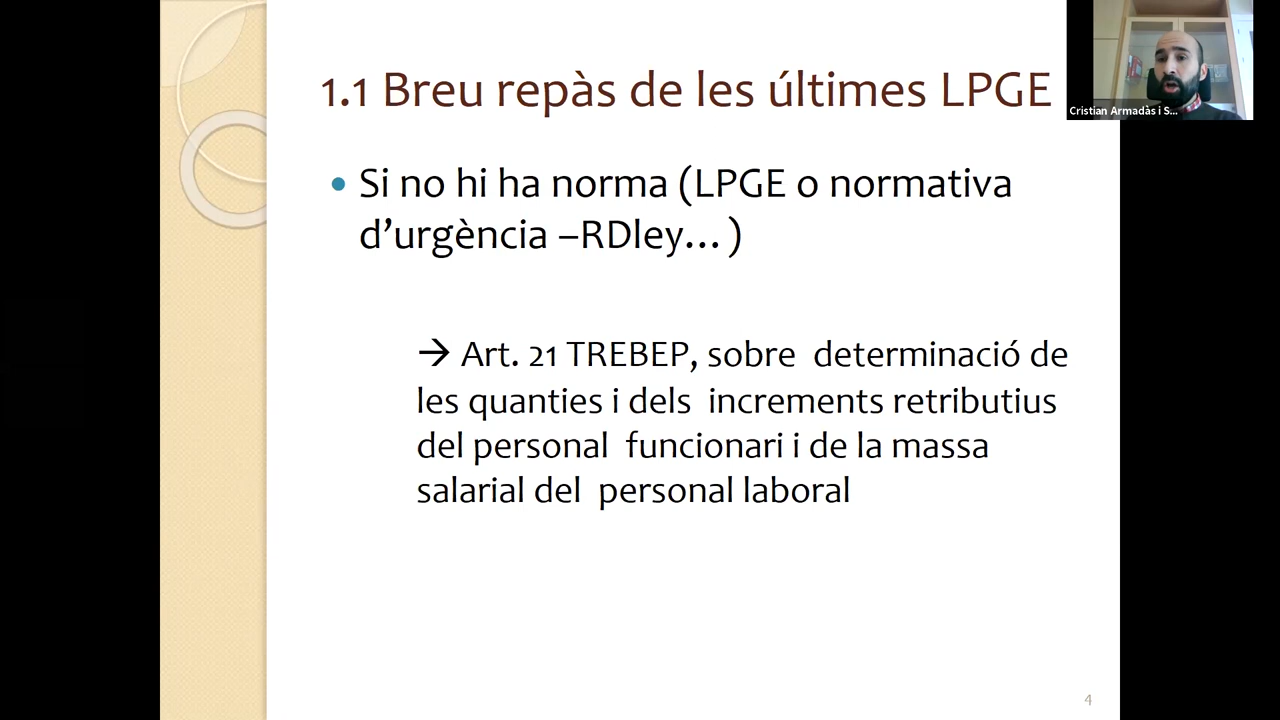 1.1 Breu repàs de les últimes LPGE
Cristian Armadàs i S...
• Si no hi ha norma (LPGE o normativa
d’urgència –RDley… )
→ Art. 21 TREBEP, sobre determinació de
les quanties i dels increments retributius
del personal funcionari i de la massa
salarial del personal laboral
4